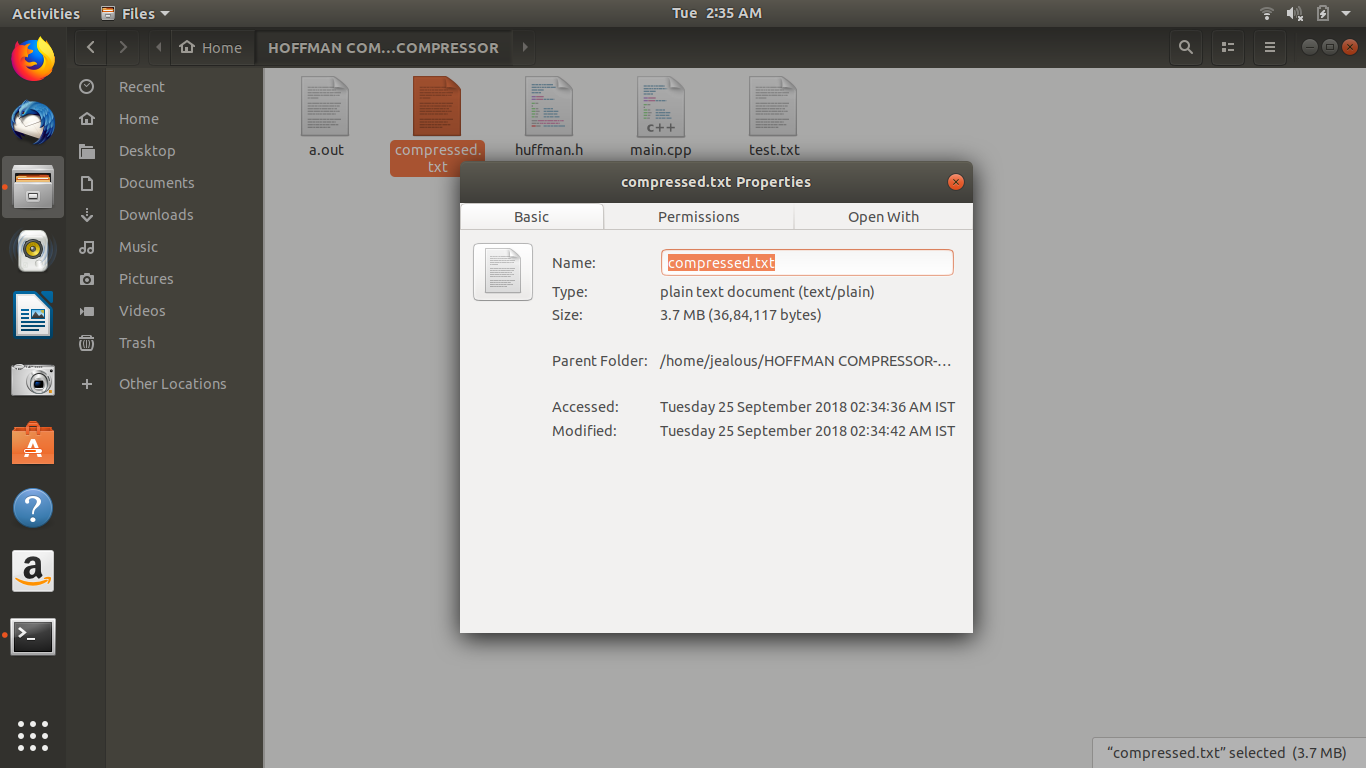 Activities
Files
Tue 2:35 AM
Home
HOFFMAN COM...COMPRESSOR
Recent
Home
Desktop
Documents
Downloads
Music
Pictures
Videos
Trash
Other Locations
a.out
compressed.
txt
huffman.h
c++
main.cpp
test.txt
compressed.txt Properties
Basic
Permissions
Open With
Name:
compressed.txt
Type:
plain text document (text/plain)
Size:
3.7 MB (36,84,117 bytes)
Parent Folder:
/home/jealous/HOFFMAN COMPRESSOR-...
Accessed:
Tuesday 25 September 2018 02:34:36 AM IST
Modified:
Tuesday 25 September 2018 02:34:42 AM IST
“compressed.txt” selected (3.7 MB)